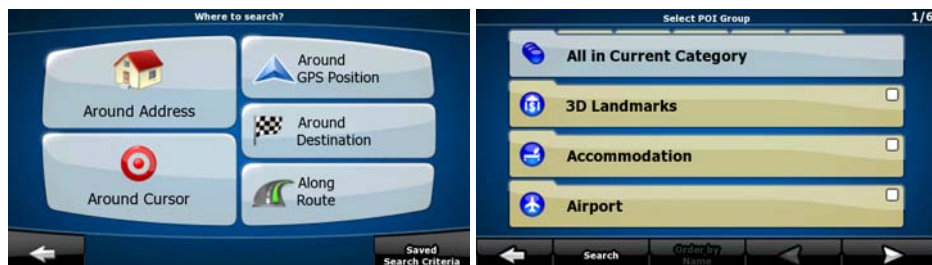 Where to search?
Around Address
Around
GPS Position
Around
Destination
Around Cursor
Along
Route
Saved
Search Criteria
Select POI Group
1/6
All in Current Category
3D Landmarks
Accommodation
Airport
Search
Order by
Name